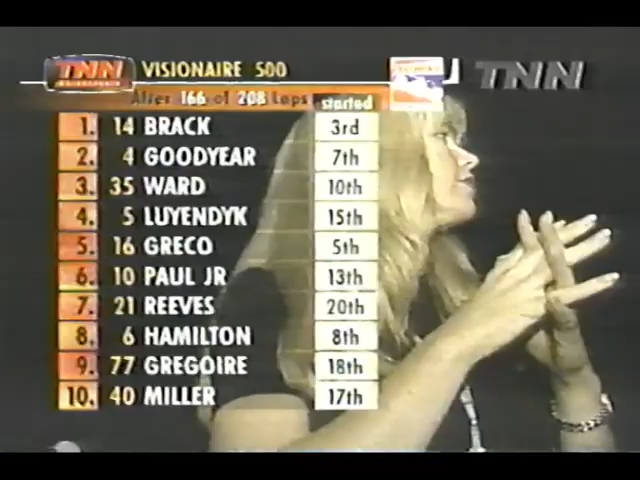 TNN VISIONAIRE 500 TNN
After 166 of 208 Laps started
1. 14 BRACK 3rd
2. 4 GOODYEAR 7th
3. 35 WARD 10th
4. 5 LUYENDYK 15th
5. 16 GRECO 5th
6. 10 PAUL JR 13th
7. 21 REEVES 20th
8. 6 HAMILTON 8th
9. 77 GREGOIRE 18th
10. 40 MILLER 17th